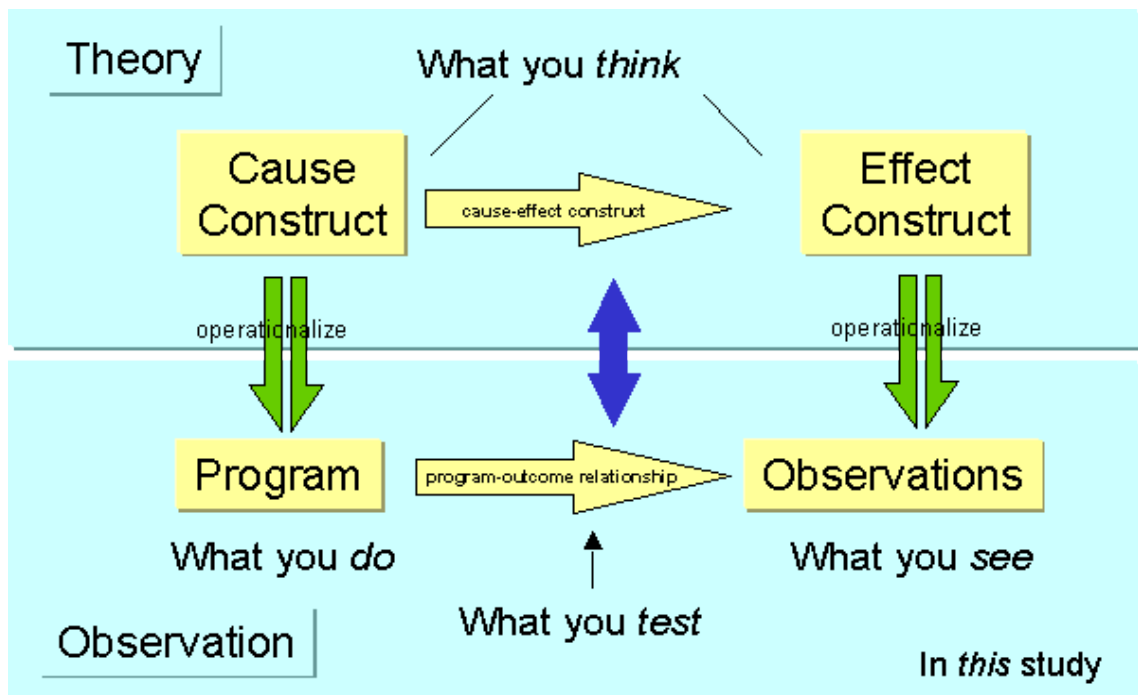 Theory
What you think
Cause
Construct
cause-effect construct
Effect
Construct
operationalize
operationalize
Program
program-outcome relationship
Observations
What you do
What you see
What you test
Observation
In this study